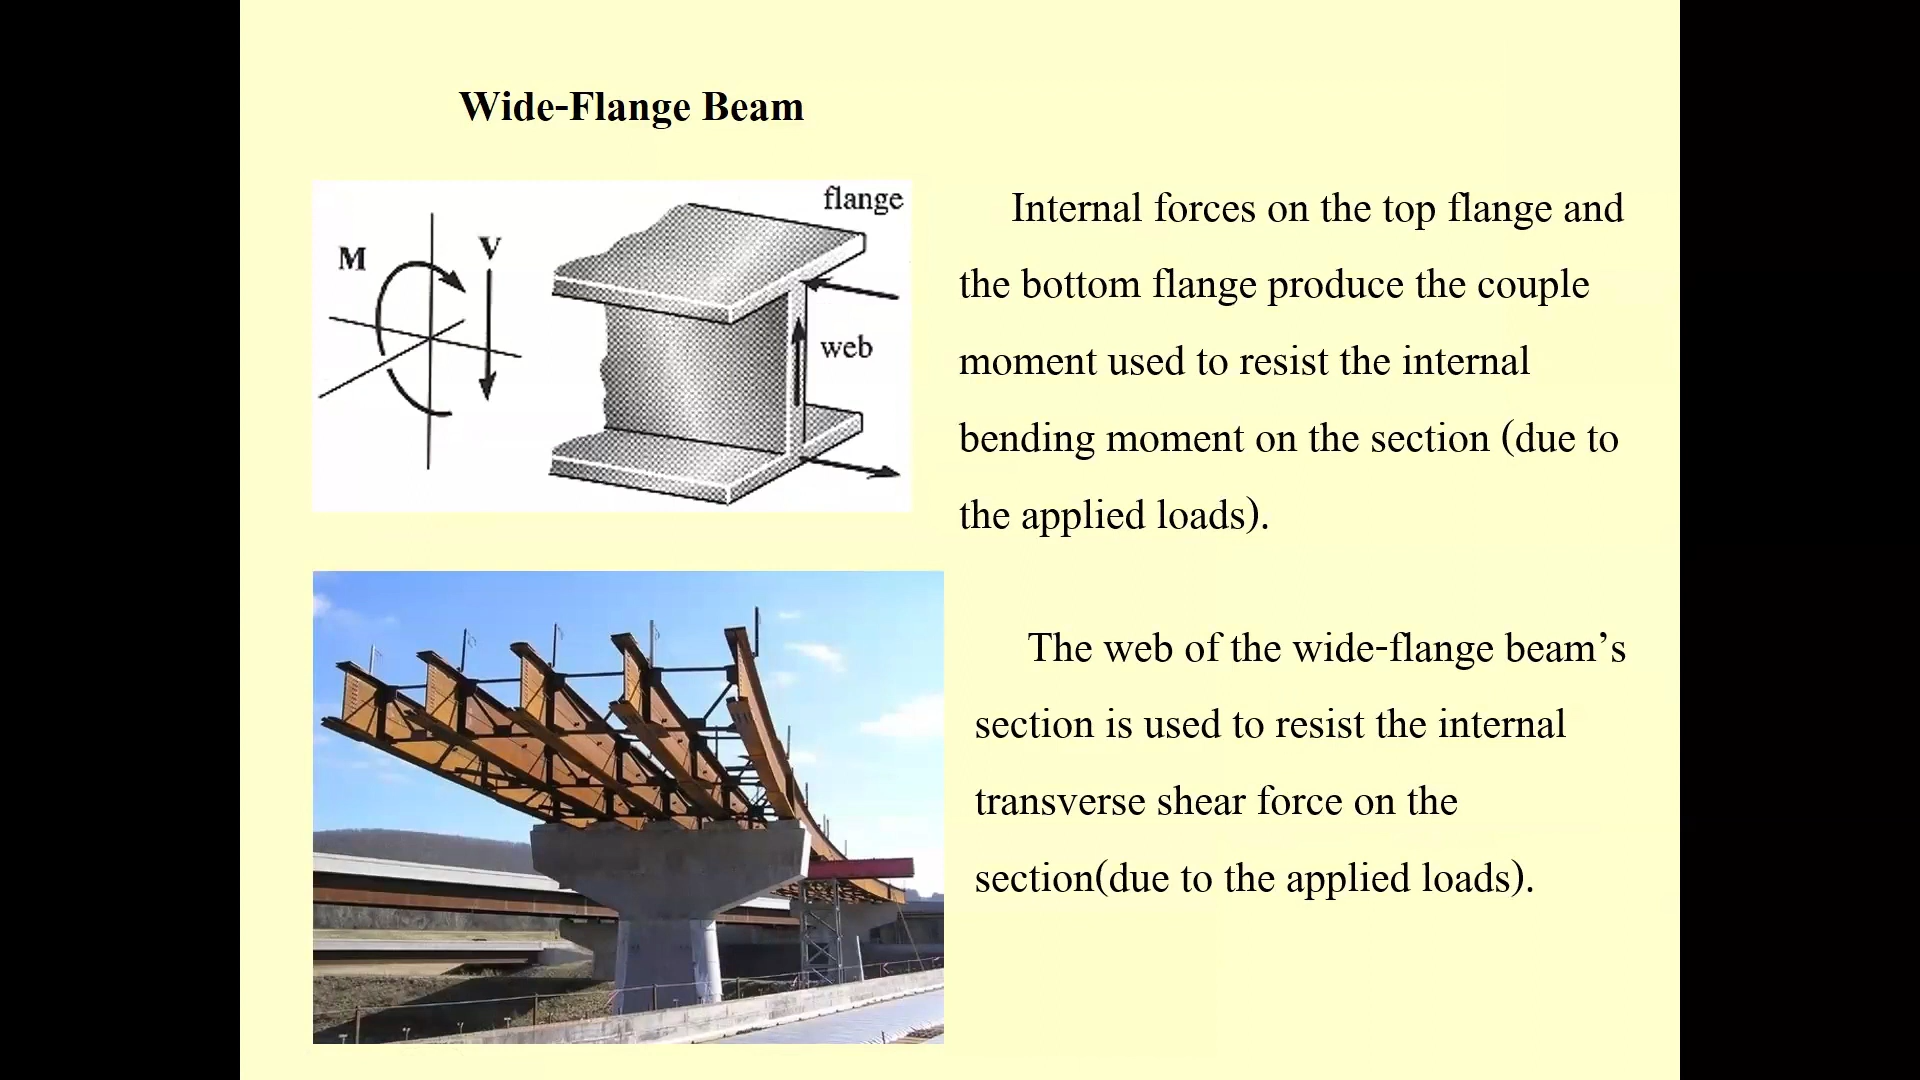 Wide-Flange Beam
flange
M
V
web
Internal forces on the top flange and
the bottom flange produce the couple
moment used to resist the internal
bending moment on the section (due to
the applied loads).
The web of the wide-flange beam’s
section is used to resist the internal
transverse shear force on the
section(due to the applied loads).